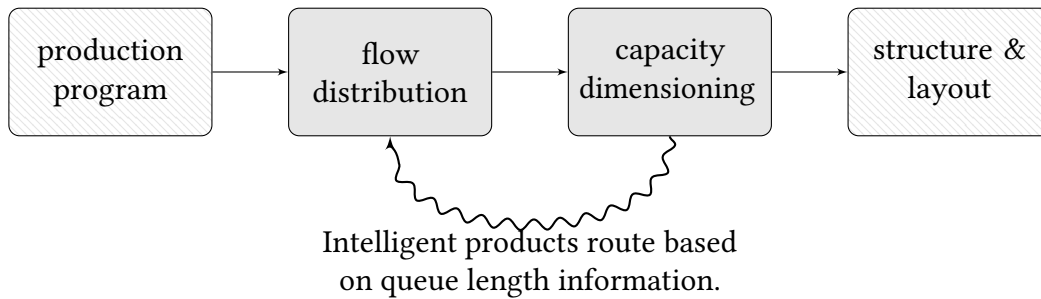 production
program
flow
distribution
capacity
dimensioning
structure &
layout
Intelligent products route based
on queue length information.